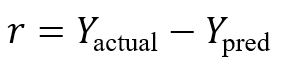 r = Y_actual − Y_pred